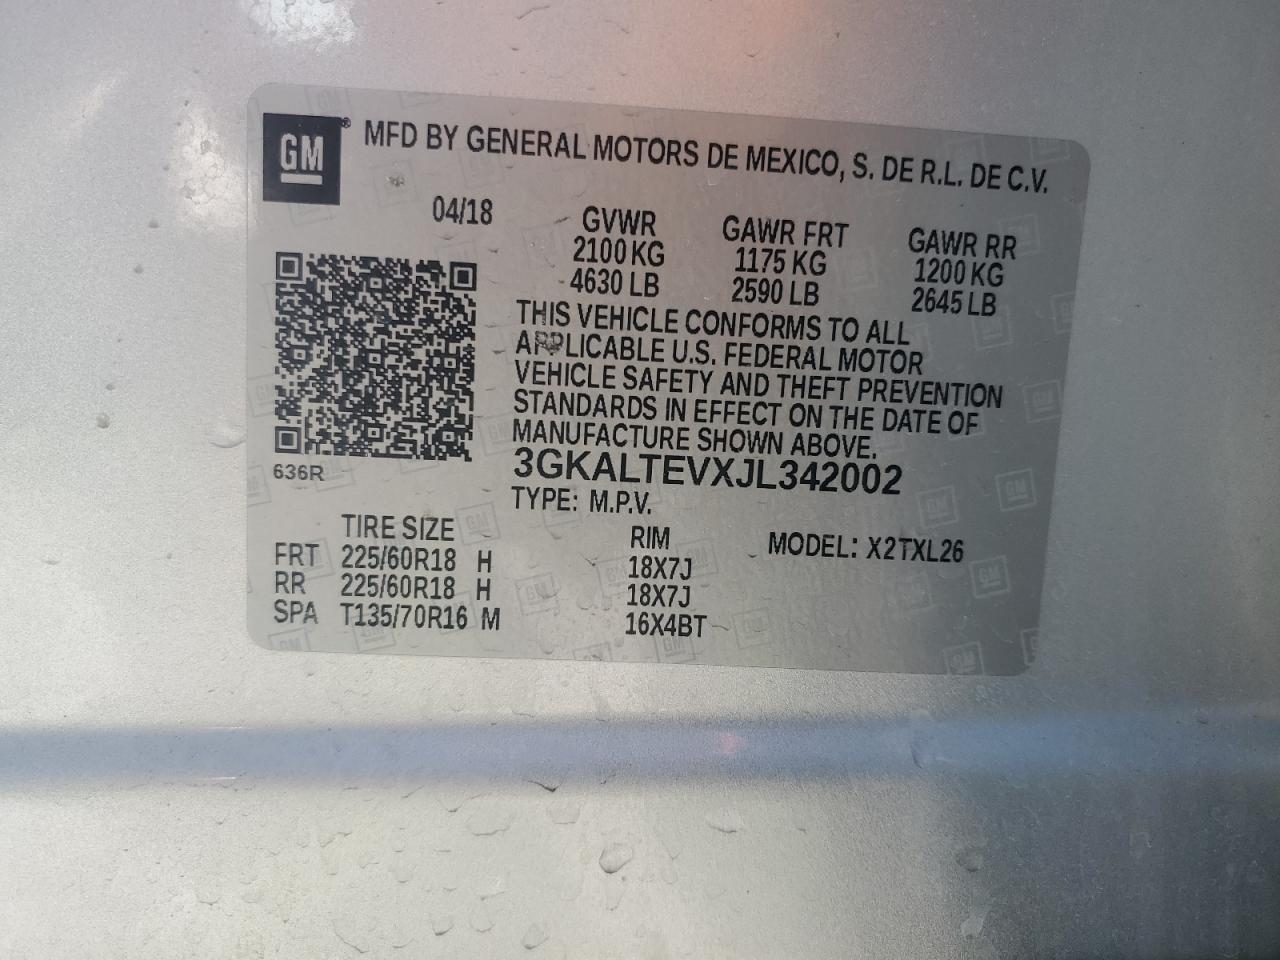 GM ® MFD BY GENERAL MOTORS DE MEXICO, S. DE R.L. DE C.V.
04/18 GVWR GAWR FRT GAWR RR
2100 KG 1175 KG 1200 KG
4630 LB 2590 LB 2645 LB
THIS VEHICLE CONFORMS TO ALL
APPLICABLE U.S. FEDERAL MOTOR
VEHICLE SAFETY AND THEFT PREVENTION
STANDARDS IN EFFECT ON THE DATE OF
MANUFACTURE SHOWN ABOVE.
636R 3GKALTEVXJL342002
TYPE: M.P.V.
TIRE SIZE RIM MODEL: X2TXL26
FRT 225/60R18 H 18X7J
RR 225/60R18 H 18X7J
SPA T135/70R16 M 16X4BT